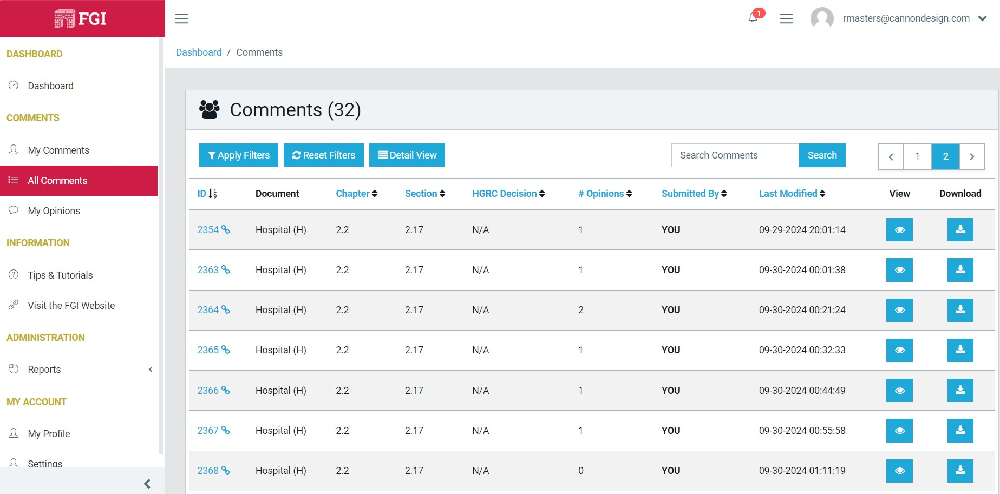 FGI
1
rmasters@cannondesign.com
DASHBOARD
Dashboard
COMMENTS
My Comments
All Comments
My Opinions
INFORMATION
Tips & Tutorials
Visit the FGI Website
ADMINISTRATION
Reports
MY ACCOUNT
My Profile
Settings
Dashboard / Comments
Comments (32)
Apply Filters Reset Filters Detail View Search Comments Search 1 2
ID Document Chapter Section HGRC Decision # Opinions Submitted By Last Modified View Download
2354 Hospital (H) 2.2 2.17 N/A 1 YOU 09-29-2024 20:01:14
2363 Hospital (H) 2.2 2.17 N/A 1 YOU 09-30-2024 00:01:38
2364 Hospital (H) 2.2 2.17 N/A 2 YOU 09-30-2024 00:21:24
2365 Hospital (H) 2.2 2.17 N/A 1 YOU 09-30-2024 00:32:33
2366 Hospital (H) 2.2 2.17 N/A 1 YOU 09-30-2024 00:44:49
2367 Hospital (H) 2.2 2.17 N/A 1 YOU 09-30-2024 00:55:58
2368 Hospital (H) 2.2 2.17 N/A 0 YOU 09-30-2024 01:11:19